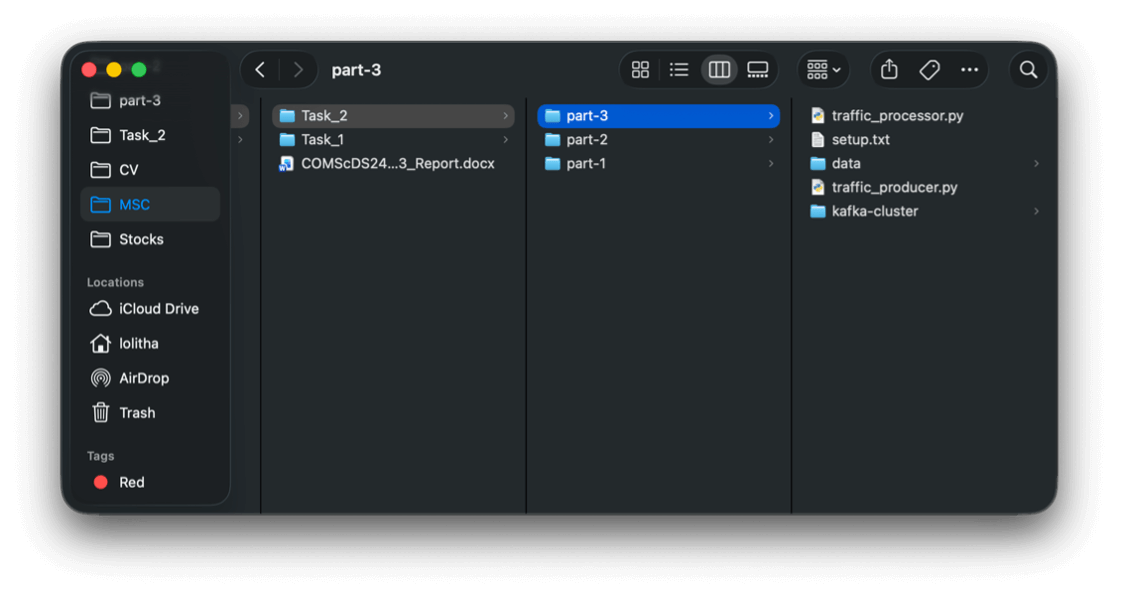 part-3
part-3
Task_2
CV
MSC
Stocks
Locations
iCloud Drive
lolitha
AirDrop
Trash
Tags
Red
Task_2
Task_1
COMScDS24...3_Report.docx
part-3
part-2
part-1
traffic_processor.py
setup.txt
data
traffic_producer.py
kafka-cluster